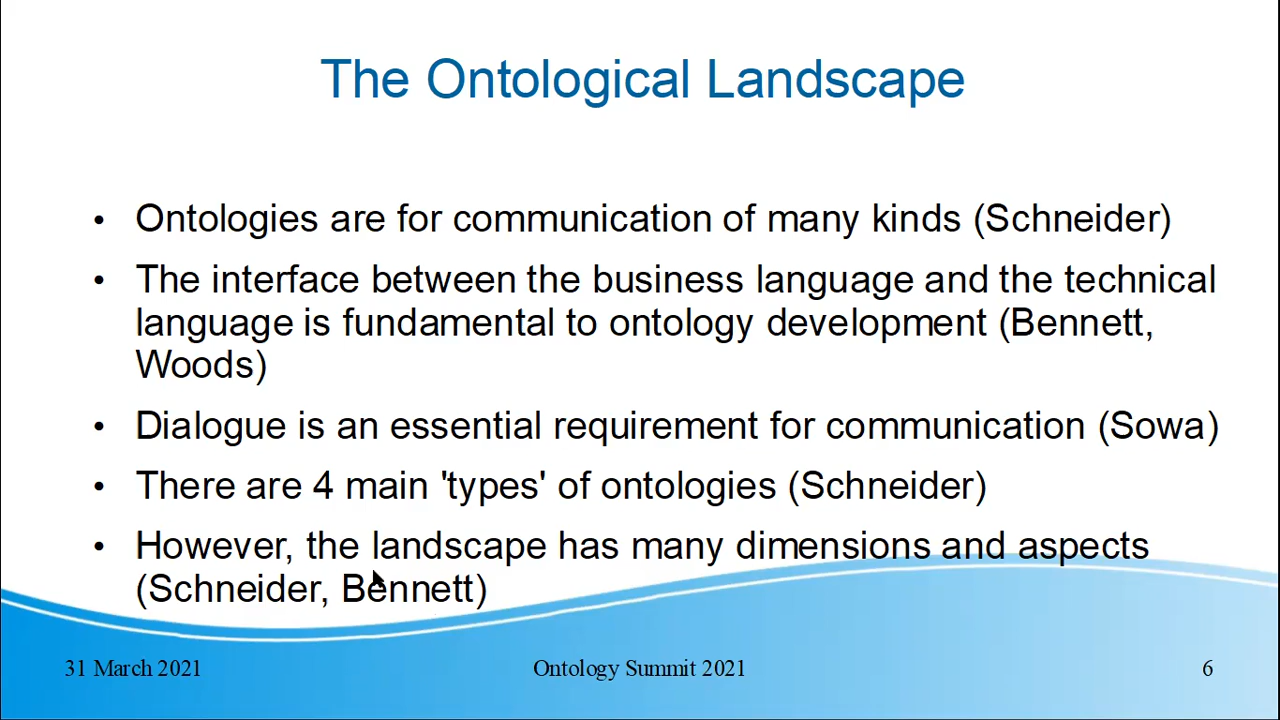 The Ontological Landscape
• Ontologies are for communication of many kinds (Schneider)
• The interface between the business language and the technical
language is fundamental to ontology development (Bennett,
Woods)
• Dialogue is an essential requirement for communication (Sowa)
• There are 4 main 'types' of ontologies (Schneider)
• However, the landscape has many dimensions and aspects
(Schneider, Bennett)
31 March 2021
Ontology Summit 2021
6